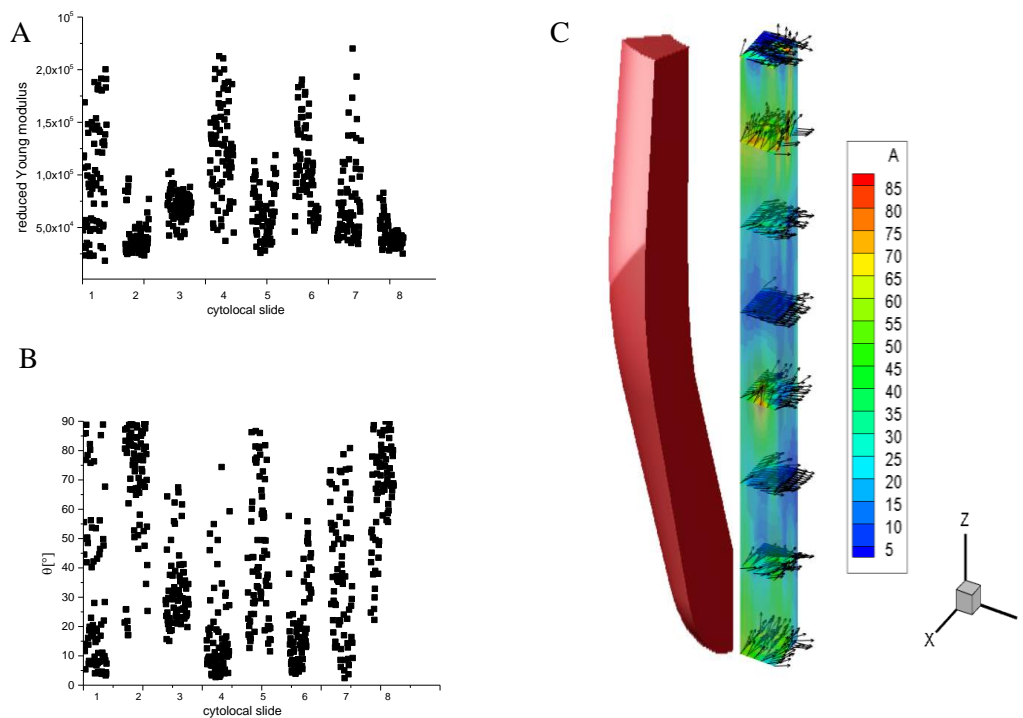 A
10⁵
2,0x10⁵
1,5x10⁵
1,0x10⁵
5,0x10⁴
reduced Young modulus
1 2 3 4 5 6 7 8
cytolocal slide
B
90
80
70
60
50
40
30
20
10
0
θ[°]
1 2 3 4 5 6 7 8
cytolocal slide
C
A
85
80
75
70
65
60
55
50
45
40
35
30
25
20
15
10
5
Z
X